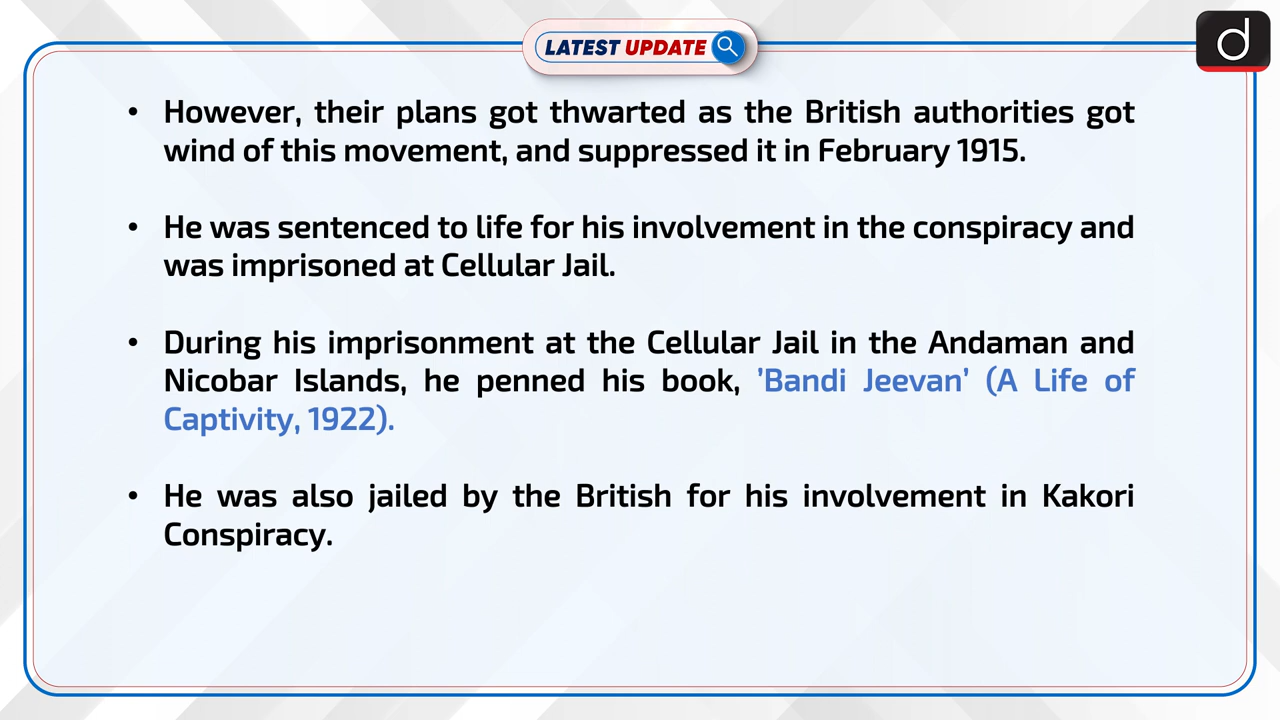 LATEST UPDATE
d
• However, their plans got thwarted as the British authorities got
wind of this movement, and suppressed it in February 1915.
• He was sentenced to life for his involvement in the conspiracy and
was imprisoned at Cellular Jail.
• During his imprisonment at the Cellular Jail in the Andaman and
Nicobar Islands, he penned his book, ’Bandi Jeevan’ (A Life of
Captivity, 1922).
• He was also jailed by the British for his involvement in Kakori
Conspiracy.